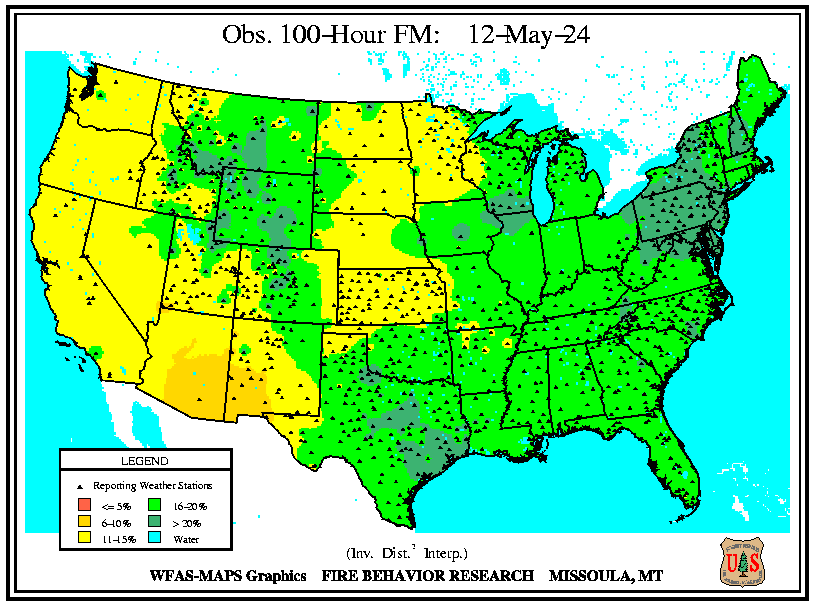 Obs. 100-Hour FM: 12-May-24
LEGEND
Reporting Weather Stations
<= 5% 16-20%
6-10% > 20%
11-15% Water
(Inv. Dist.² Interp.)
WFAS-MAPS Graphics FIRE BEHAVIOR RESEARCH MISSOULA, MT
U S